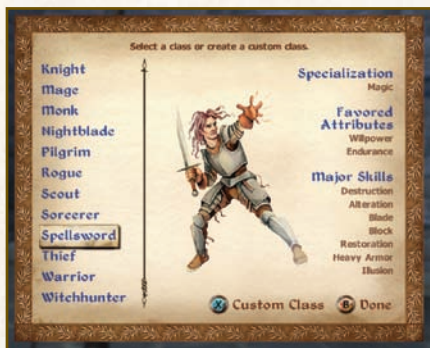 Select a class or create a custom class.
Knight
Mage
Monk
Nightblade
Pilgrim
Rogue
Scout
Sorcerer
Spellsword
Thief
Warrior
Witchhunter
Specialization
Magic
Favored
Attributes
Willpower
Endurance
Major Skills
Destruction
Alteration
Blade
Block
Restoration
Heavy Armor
Illusion
X Custom Class B Done